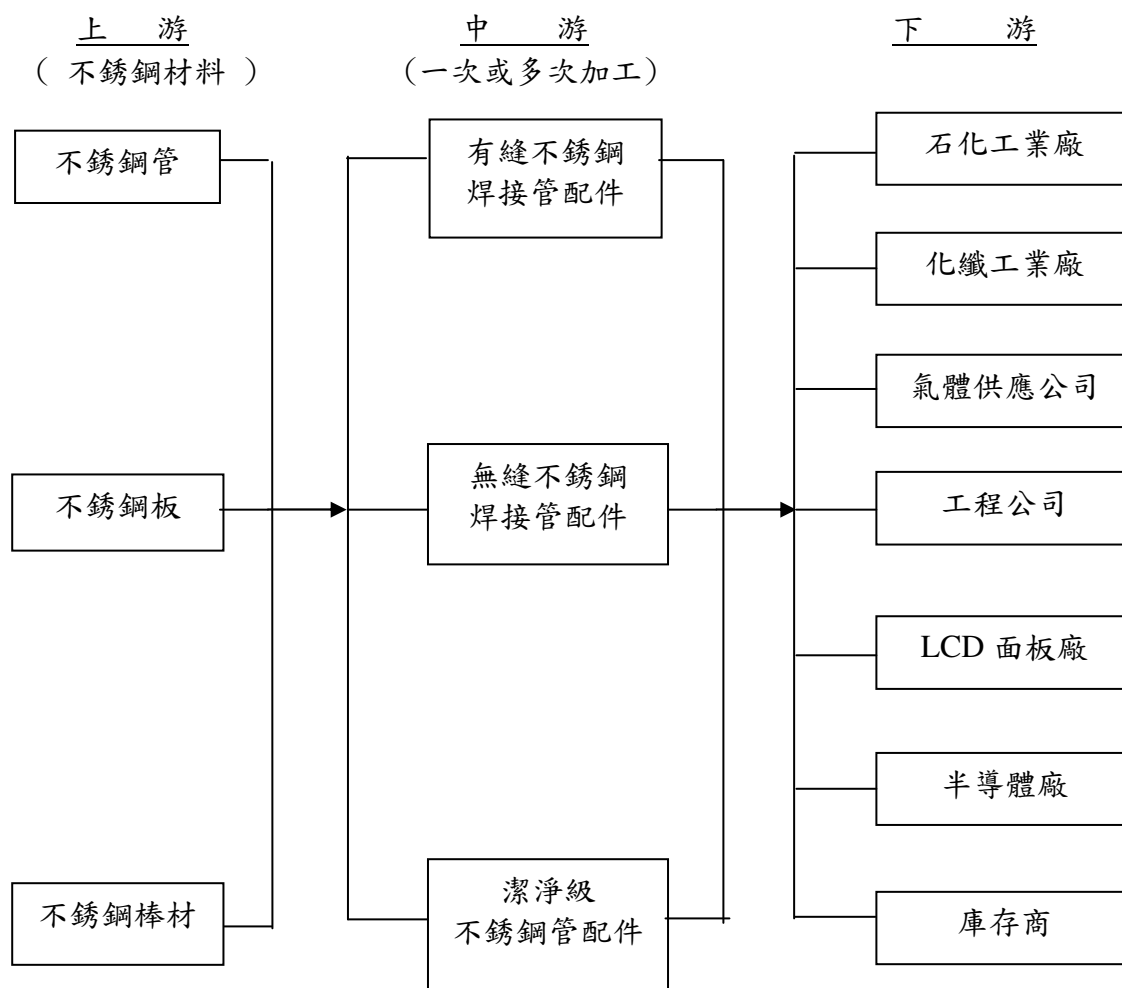 上 游
( 不銹鋼材料 )
不銹鋼管
不銹鋼板
不銹鋼棒材
中 游
(一次或多次加工)
有縫不銹鋼
焊接管配件
無縫不銹鋼
焊接管配件
潔淨級
不銹鋼管配件
下 游
石化工業廠
化纖工業廠
氣體供應公司
工程公司
LCD 面板廠
半導體廠
庫存商